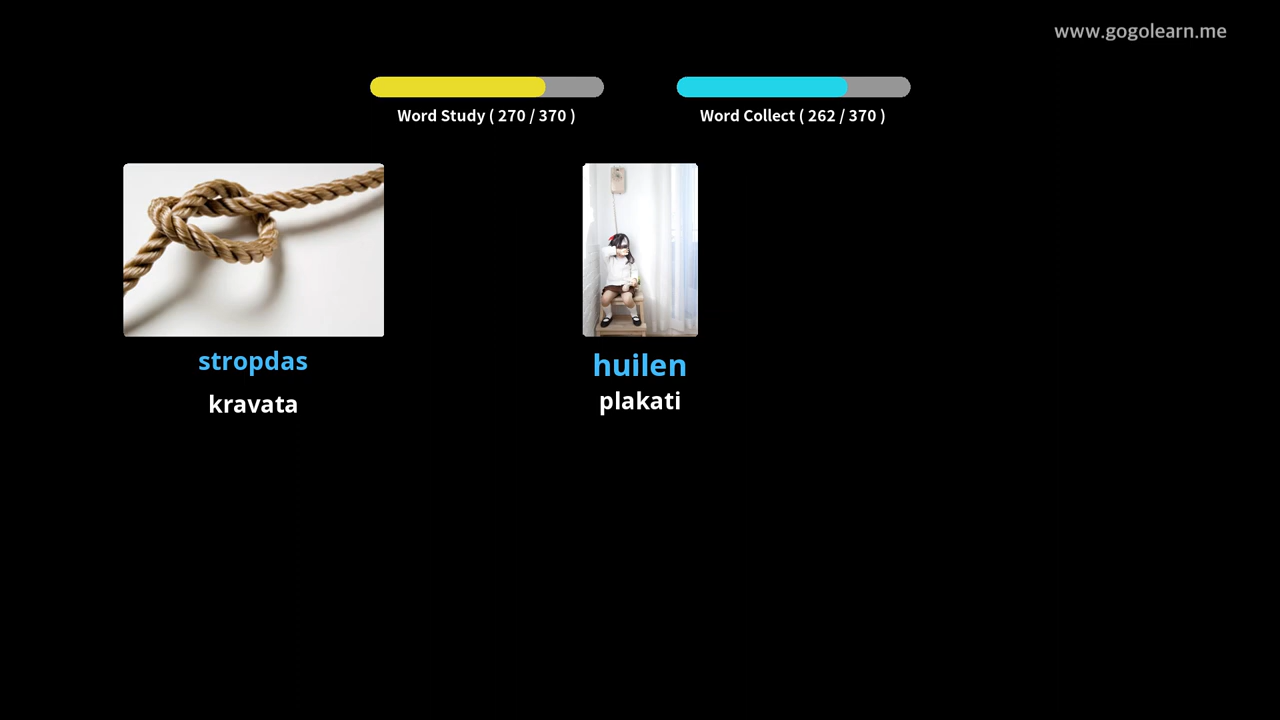 www.gogolearn.me
Word Study ( 270 / 370 )
Word Collect ( 262 / 370 )
stropdas
kravata
huilen
plakati